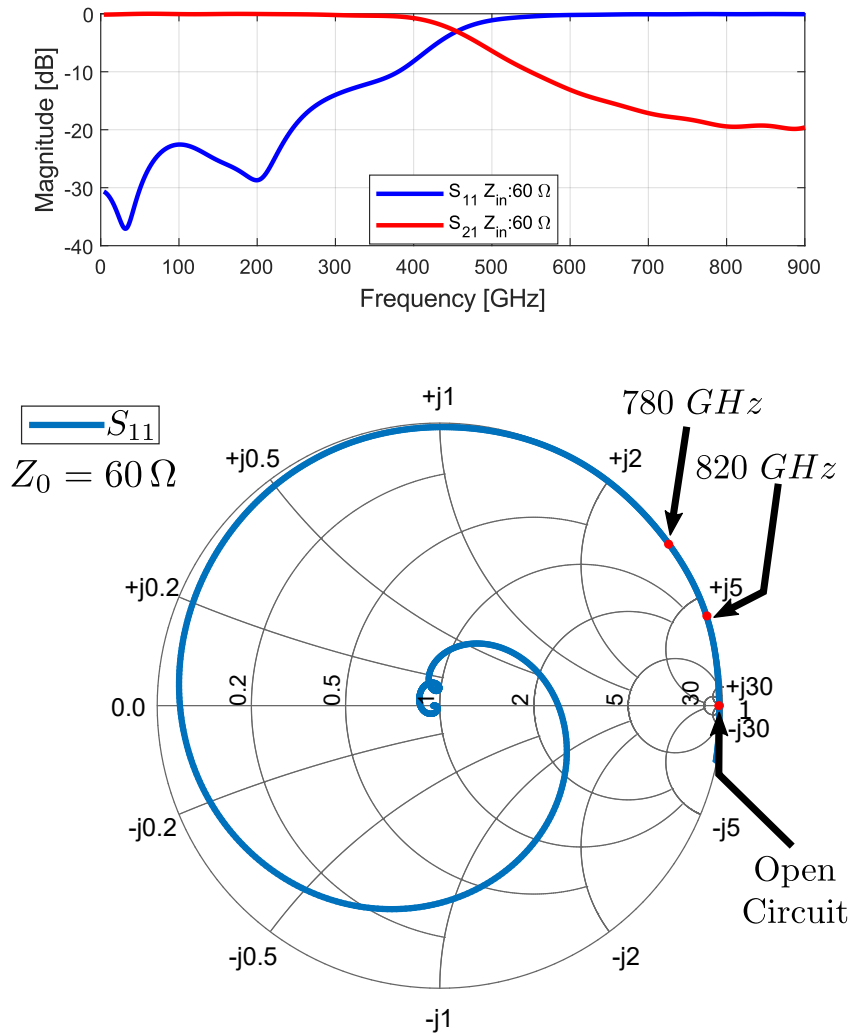 0
-10
-20
-30
-40
Magnitude [dB]
S11 Zin:60 Ω
S21 Zin:60 Ω
0 100 200 300 400 500 600 700 800 900
Frequency [GHz]
S11
Z0 = 60 Ω
780 GHz
820 GHz
+j1
+j0.5
+j2
+j0.2
+j5
0.0
0.2
0.5
1
2
5
30
+j30
1
-j30
-j0.2
-j5
-j0.5
-j2
-j1
Open
Circuit